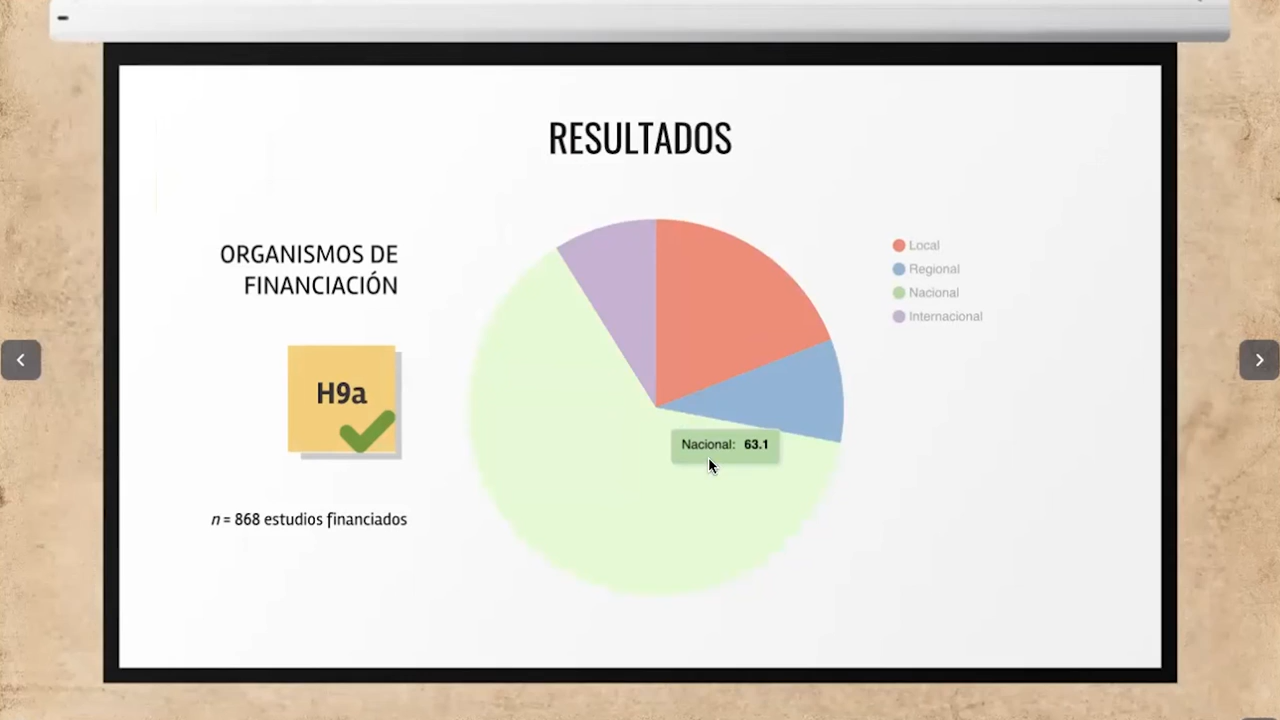 RESULTADOS
ORGANISMOS DE
FINANCIACIÓN
H9a
n = 868 estudios financiados
Local
Regional
Nacional
Internacional
Nacional: 63.1